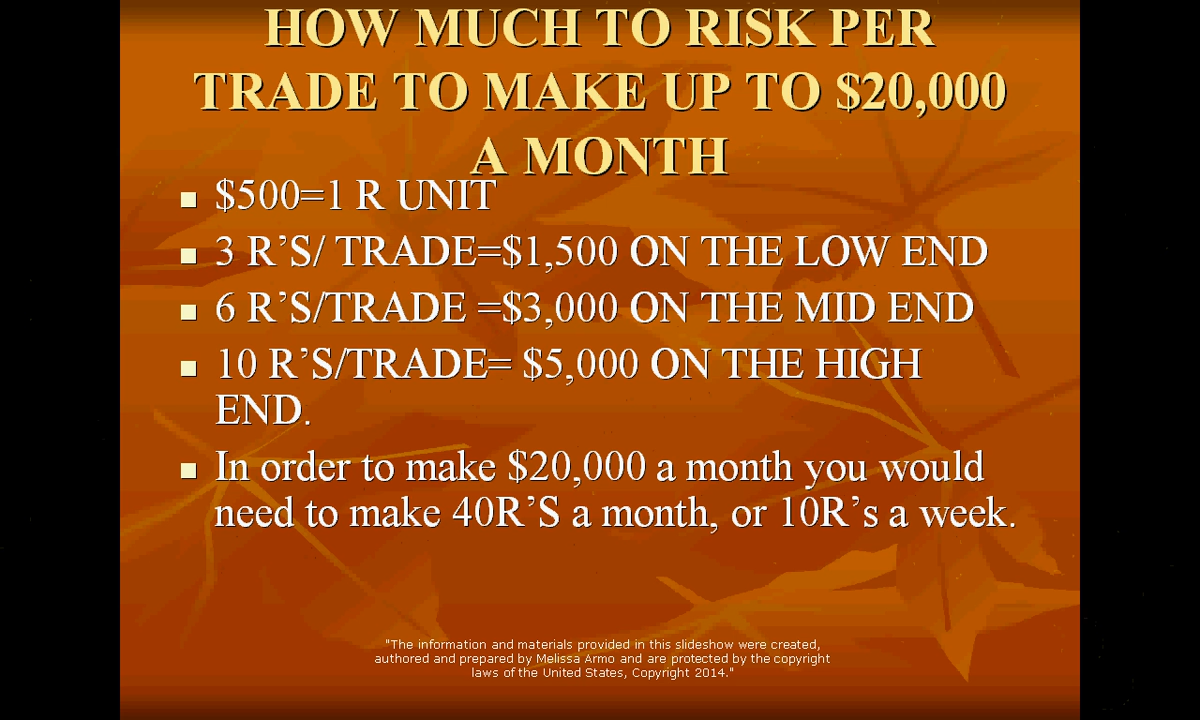 HOW MUCH TO RISK PER
TRADE TO MAKE UP TO $20,000
A MONTH
$500=1 R UNIT
3 R'S/ TRADE=$1,500 ON THE LOW END
6 R'S/TRADE =$3,000 ON THE MID END
10 R'S/TRADE= $5,000 ON THE HIGH
END.
In order to make $20,000 a month you would
need to make 40R'S a month, or 10R's a week.
"The information and materials provided in this slideshow were created,
authored and prepared by Melissa Armo and are protected by the copyright
laws of the United States, Copyright 2014."